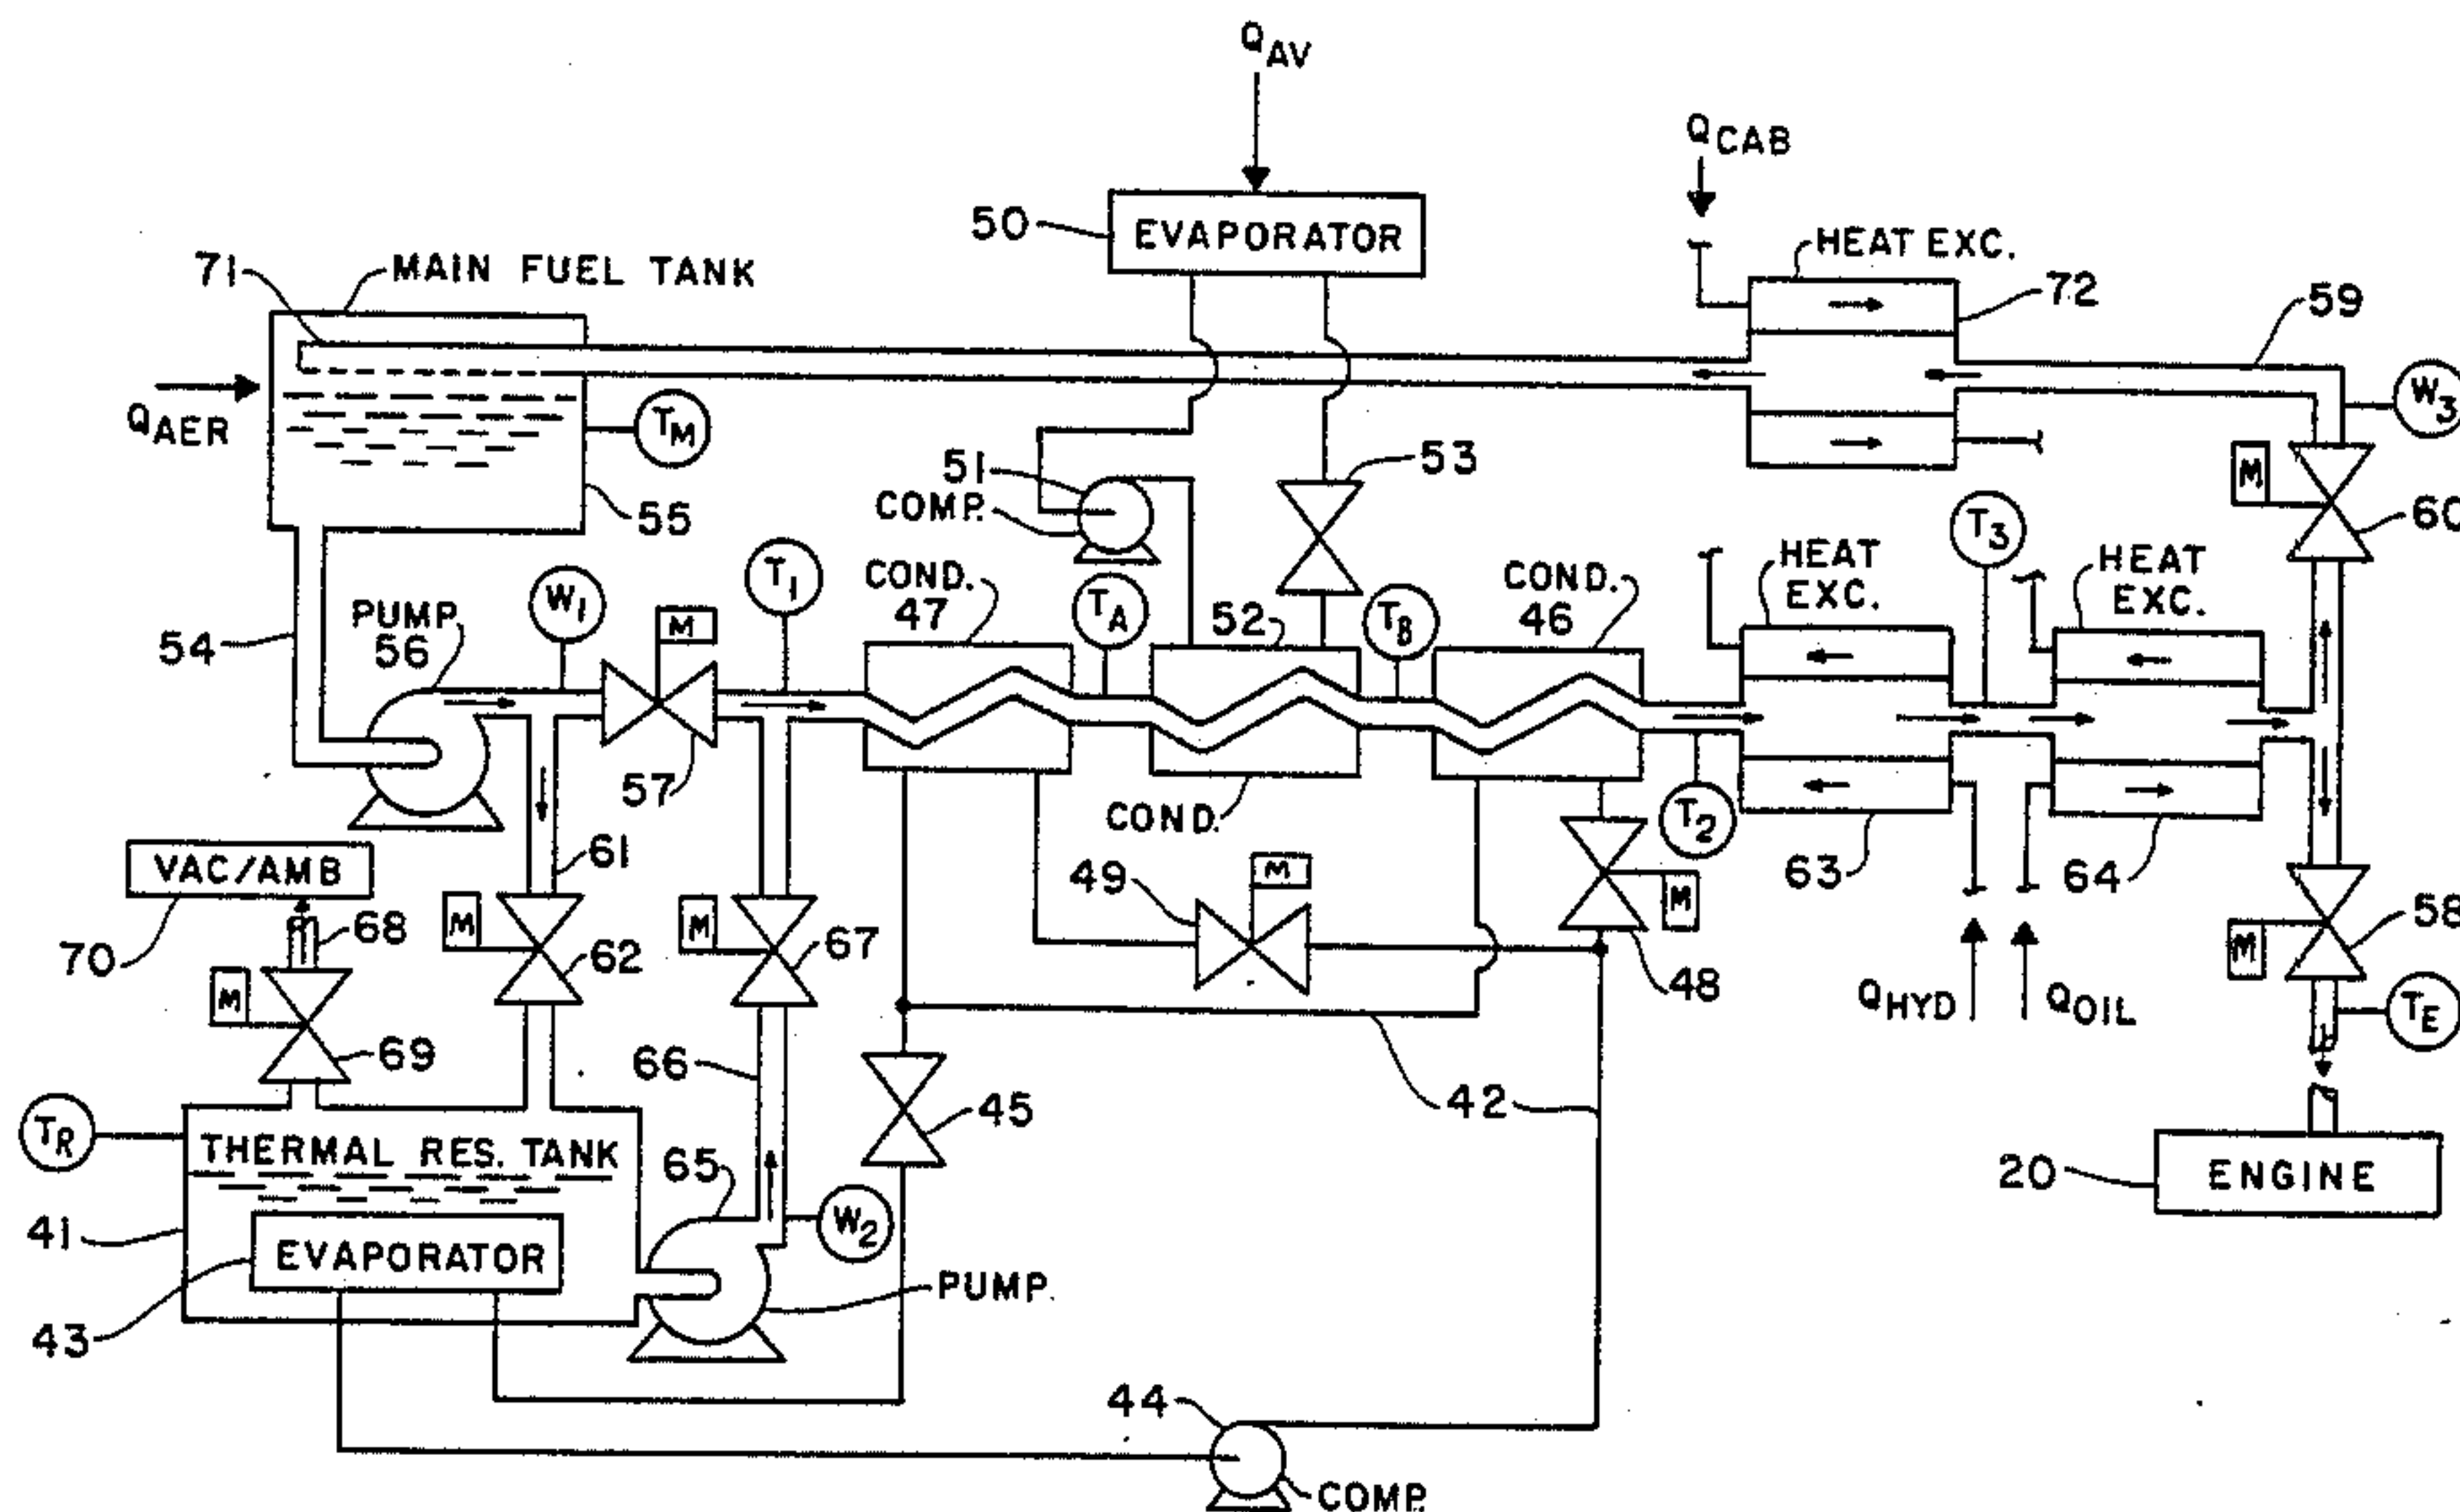 Q AV
Q CAB
50
EVAPORATOR
HEAT EXC.
72
59
71
MAIN FUEL TANK
Q AER
TM
W3
M
60
51
COMP.
53
55
T3
HEAT
EXC.
HEAT
EXC.
PUMP
56
54
W1
M
T1
COND.
47
TA
52
TB
COND.
46
57
COND.
T2
63
64
VAC/AMB
70
68
61
M
62
M
67
49
M
M
48
58
M
QHYD
QOIL
TE
M
69
66
45
42
TR
THERMAL RES. TANK
65
W2
20
ENGINE
41
EVAPORATOR
43
PUMP
44
COMP.